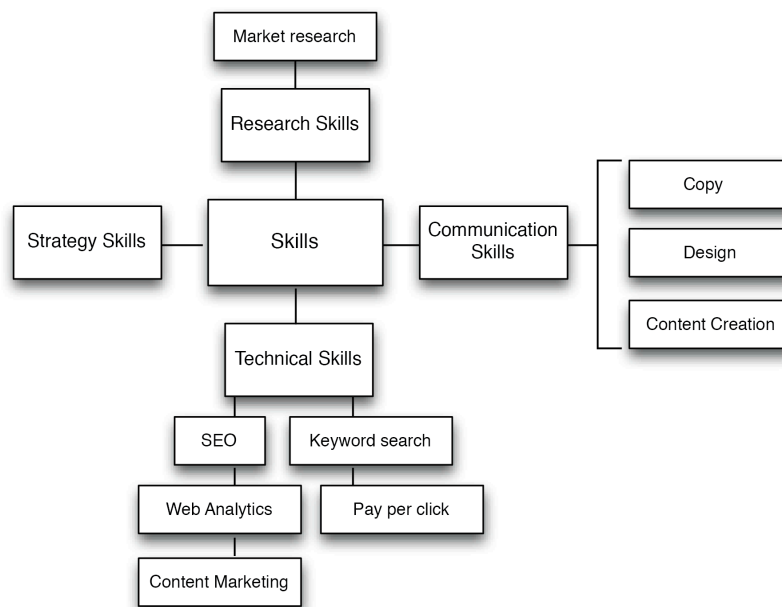 Market research
Research Skills
Strategy Skills
Skills
Communication
Skills
Copy
Design
Content Creation
Technical Skills
SEO
Keyword search
Web Analytics
Pay per click
Content Marketing